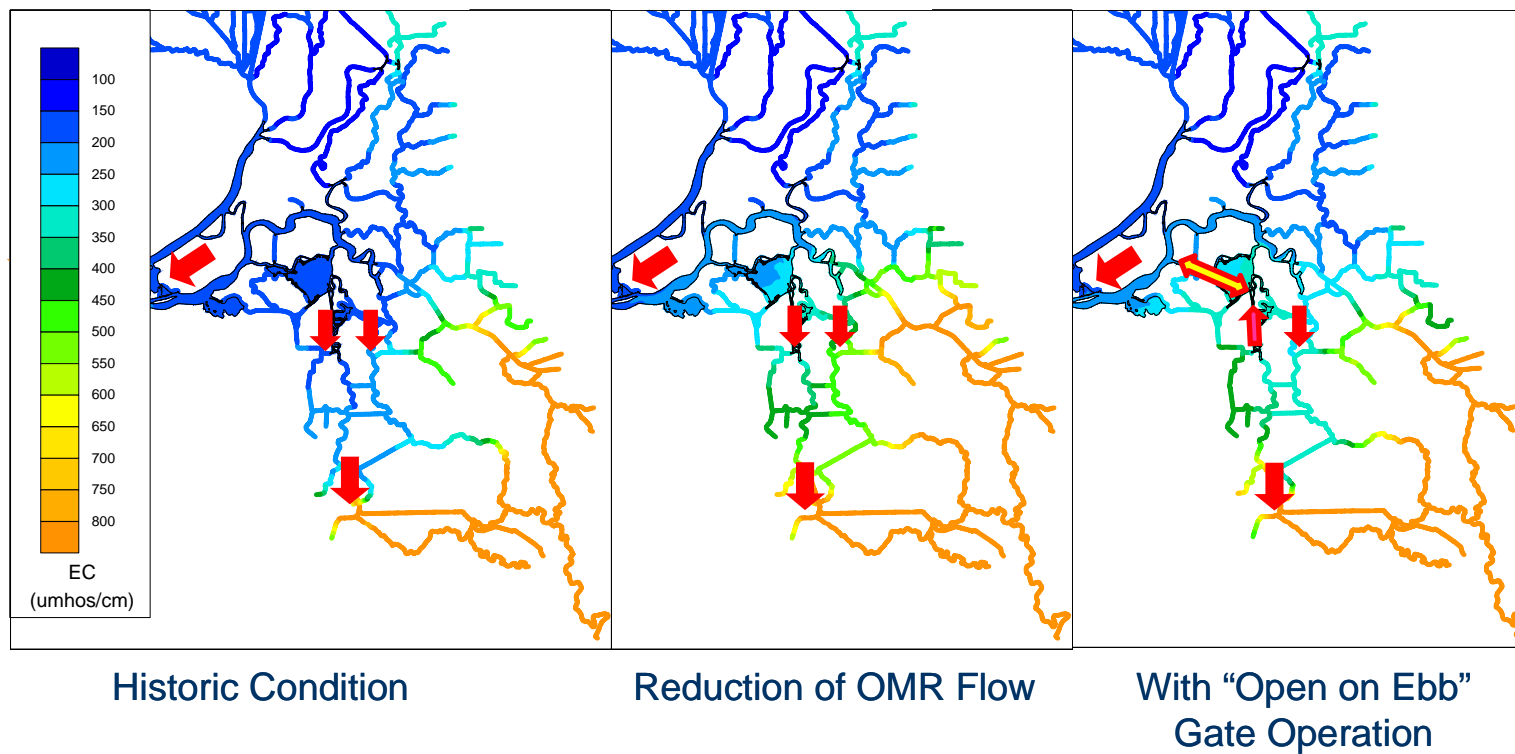 100
150
200
250
300
350
400
450
500
550
600
650
700
750
800
EC
(umhos/cm)
Historic Condition
Reduction of OMR Flow
With “Open on Ebb”
Gate Operation